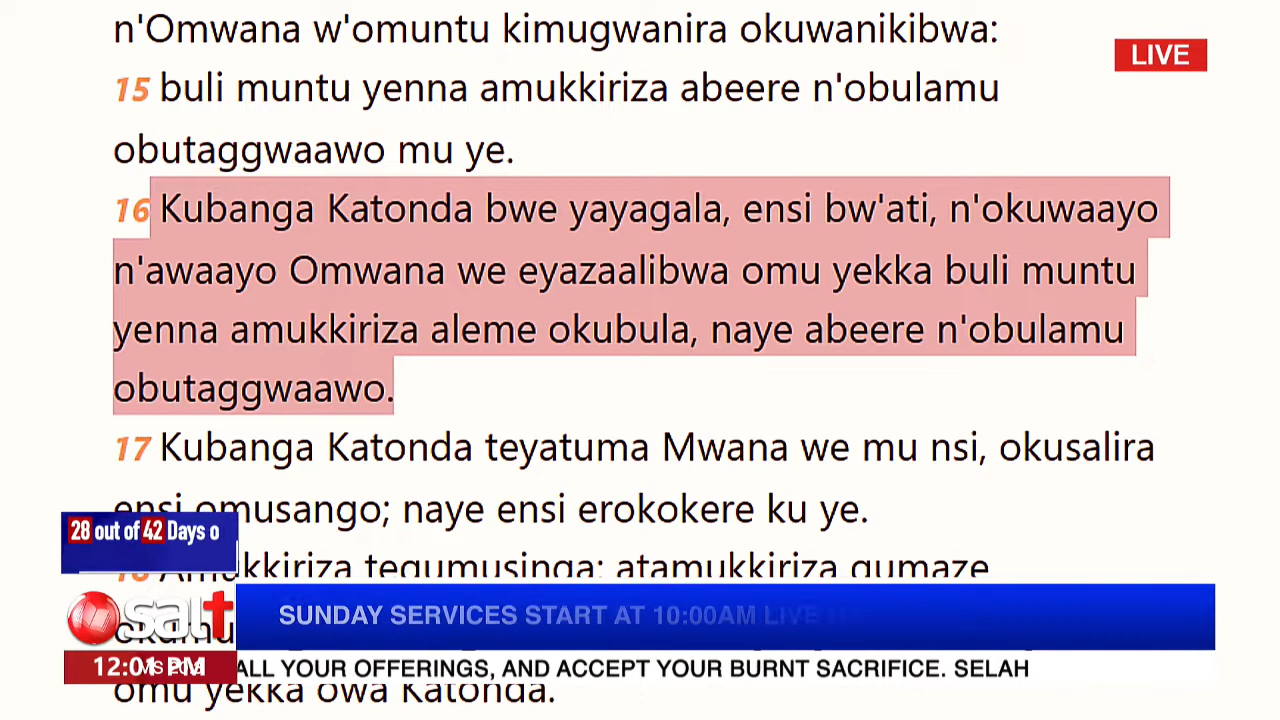 n'Omwana w'omuntu kimugwanira okuwanikibwa:
LIVE
15 buli muntu yenna amukkiriza abeere n'obulamu
obutaggwaawo mu ye.
16 Kubanga Katonda bwe yayagala, ensi bw'ati, n'okuwaayo
n'awaayo Omwana we eyazaalibwa omu yekka buli muntu
yenna amukkiriza aleme okubula, naye abeere n'obulamu
obutaggwaawo.
17 Kubanga Katonda teyatuma Mwana we mu nsi, okusalira
ensi omusango; naye ensi erokokere ku ye.
28 out of 42 Days o
18 Amukkiriza tegumusinga; atamukkiriza gumaze
SUNDAY SERVICES START AT 10:00AM LIVE
salt
12:01 PM
ALL YOUR OFFERINGS, AND ACCEPT YOUR BURNT SACRIFICE. SELAH
omu yekka owa Katonda.